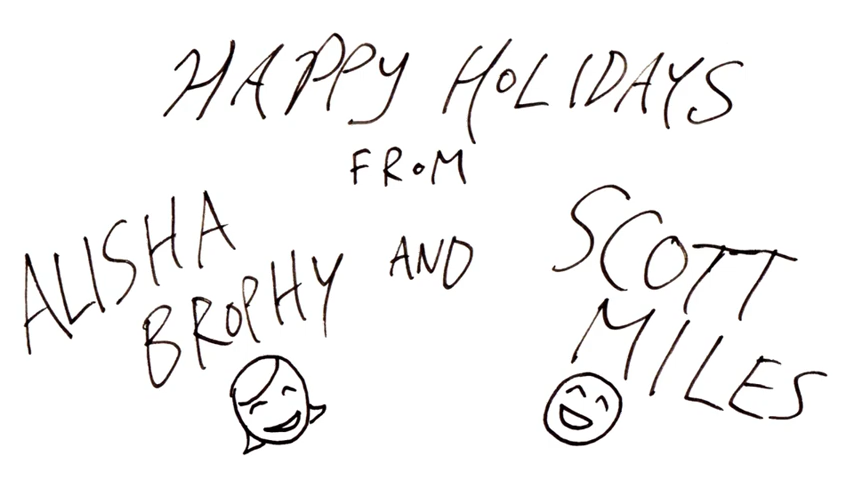 HAPPY HOLIDAYS
FROM
ALISHA
BROPHY
AND
SCOTT
MILES